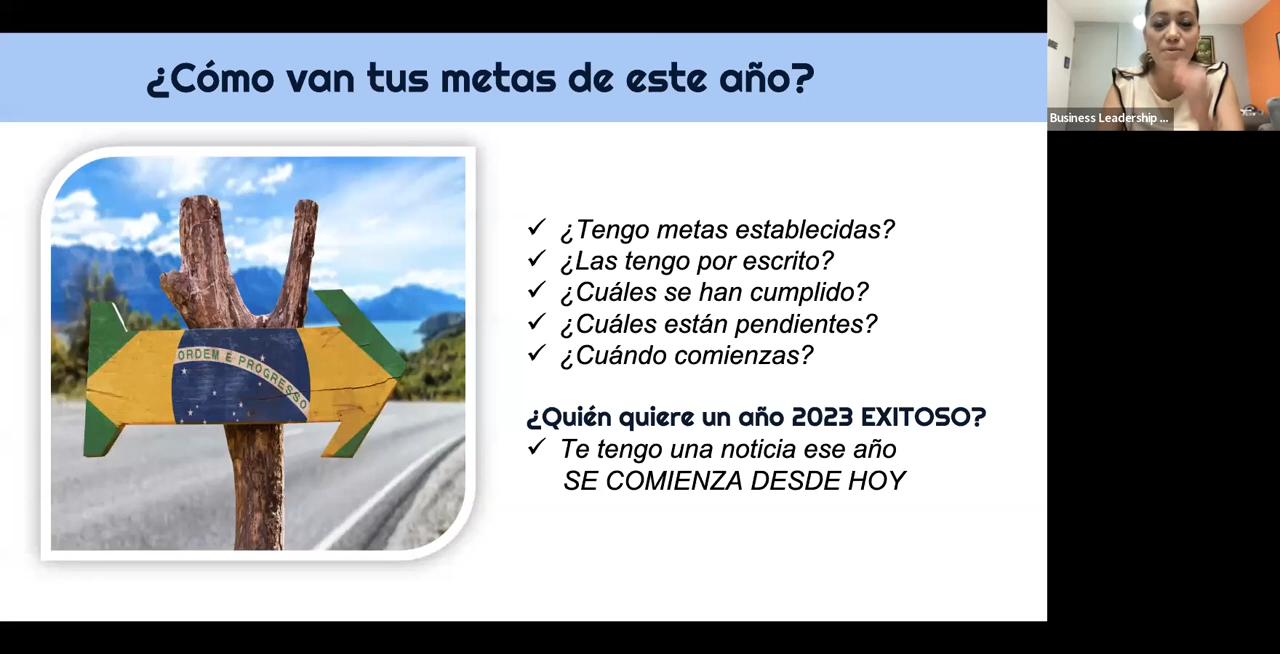 ¿Cómo van tus metas de este año?
Business Leadership ...
ORDEM E PROGRESSO
¿Tengo metas establecidas?
¿Las tengo por escrito?
¿Cuáles se han cumplido?
¿Cuáles están pendientes?
¿Cuándo comienzas?
¿Quién quiere un año 2023 EXITOSO?
Te tengo una noticia ese año
SE COMIENZA DESDE HOY